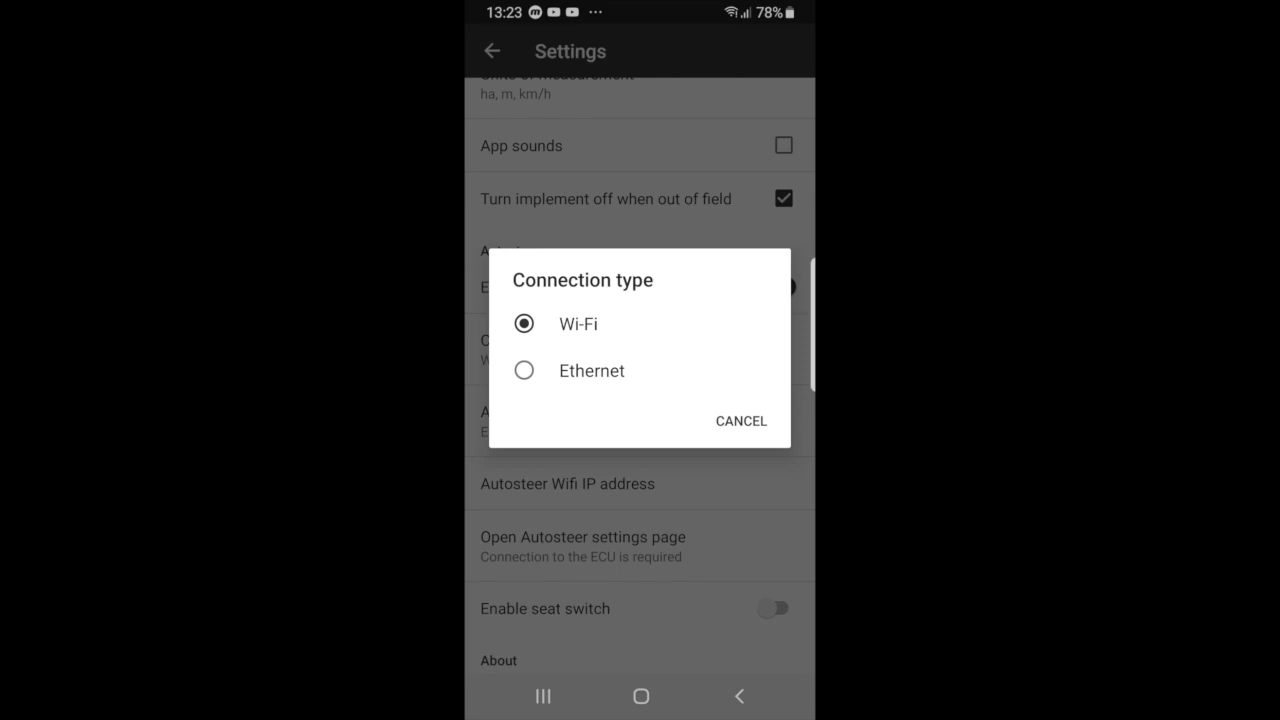 13:23
78%
Settings
ha, m, km/h
App sounds
Turn implement off when out of field
Connection type
Wi-Fi
Ethernet
CANCEL
Autosteer Wifi IP address
Open Autosteer settings page
Connection to the ECU is required
Enable seat switch
About